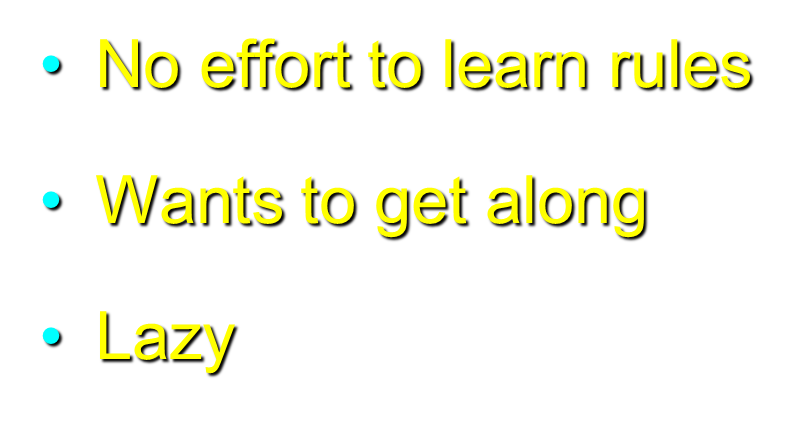 • No effort to learn rules
• Wants to get along
• Lazy